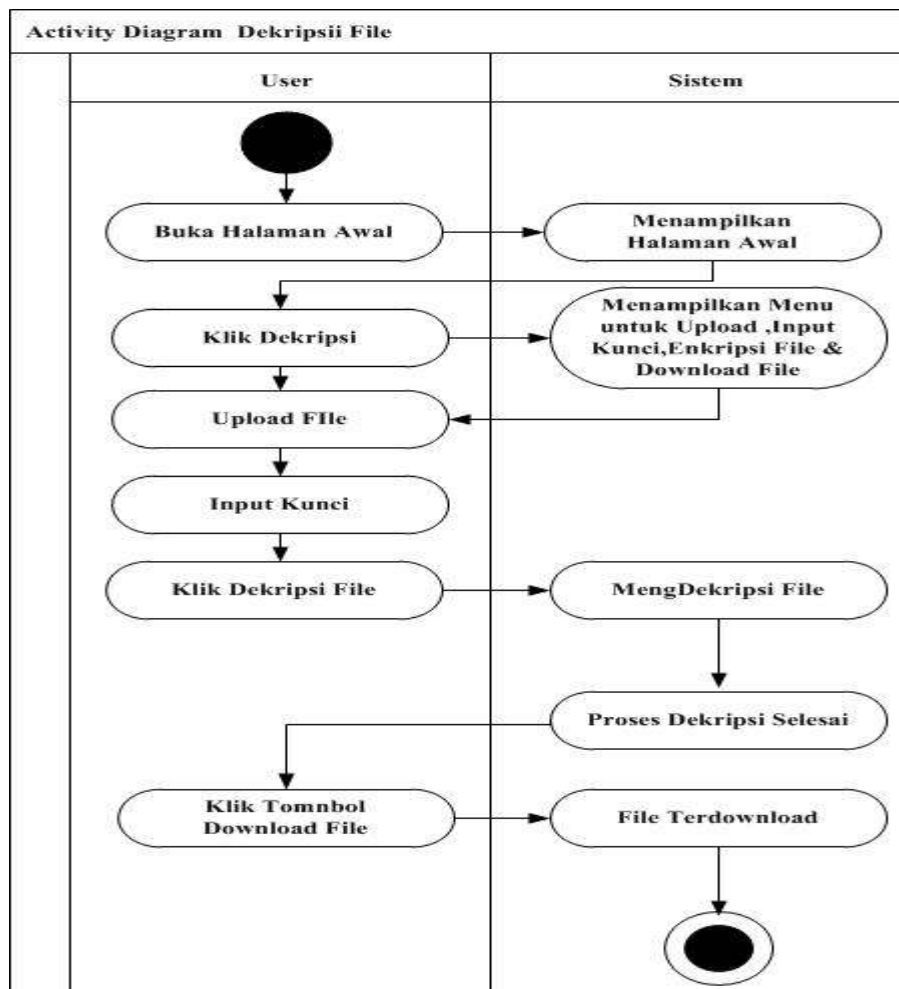 Activity Diagram Dekripsii File
User
Sistem
Buka Halaman Awal
Menampilkan
Halaman Awal
Klik Dekripsi
Menampilkan Menu
untuk Upload ,Input
Kunci,Enkripsi File &
Download File
Upload FIle
Input Kunci
Klik Dekripsi File
MengDekripsi File
Proses Dekripsi Selesai
Klik Tomnbol
Download File
File Terdownload